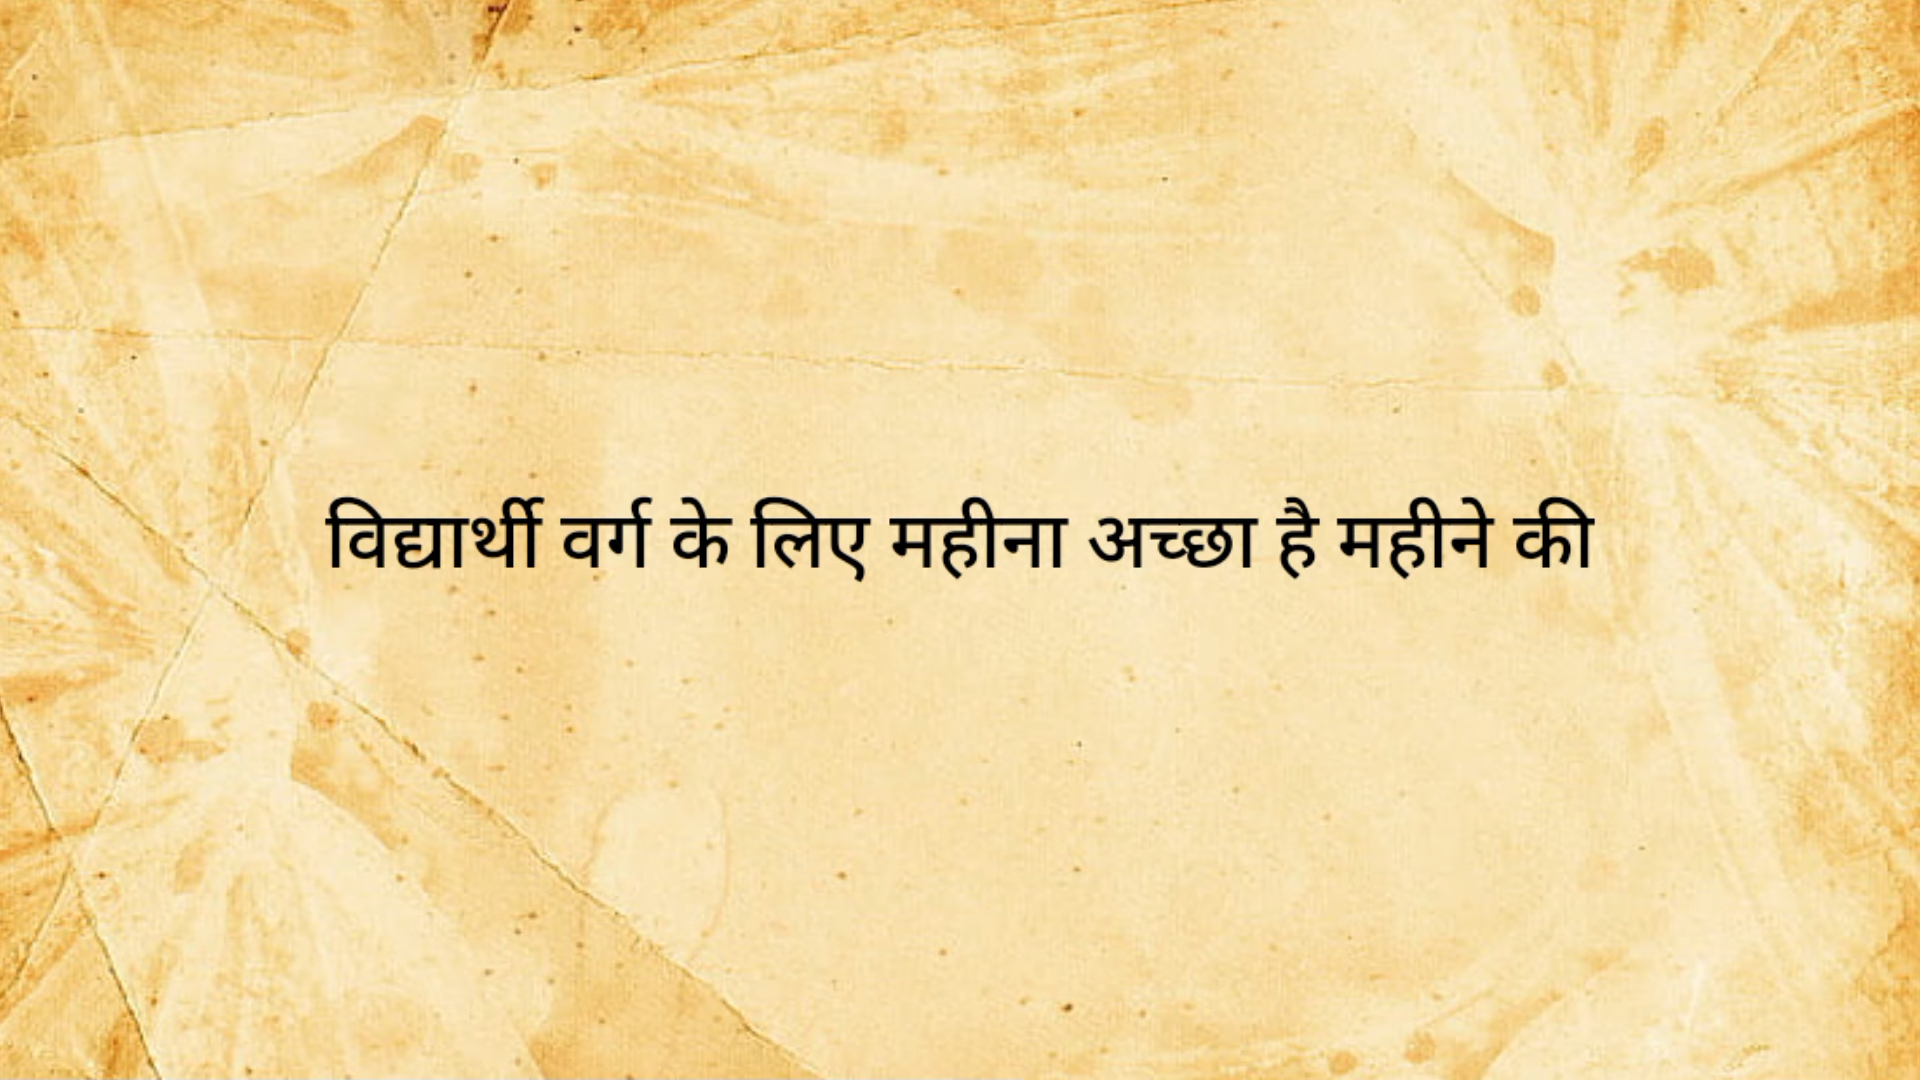 विद्यार्थी वर्ग के लिए महीना अच्छा है महीने की